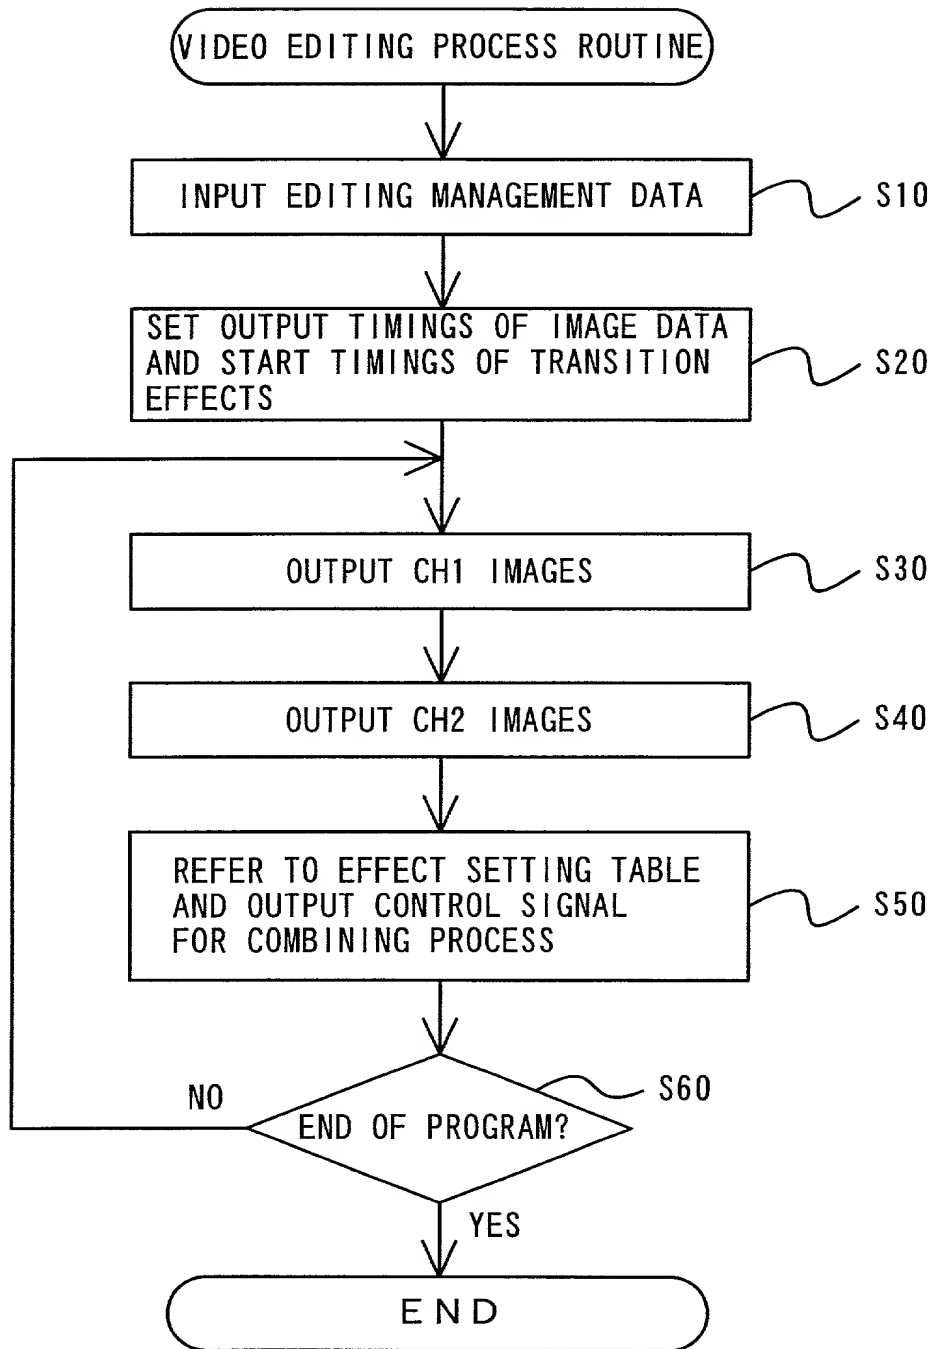 VIDEO EDITING PROCESS ROUTINE
INPUT EDITING MANAGEMENT DATA
S10
SET OUTPUT TIMINGS OF IMAGE DATA
AND START TIMINGS OF TRANSITION
EFFECTS
S20
OUTPUT CH1 IMAGES
S30
OUTPUT CH2 IMAGES
S40
REFER TO EFFECT SETTING TABLE
AND OUTPUT CONTROL SIGNAL
FOR COMBINING PROCESS
S50
NO
S60
END OF PROGRAM?
YES
END